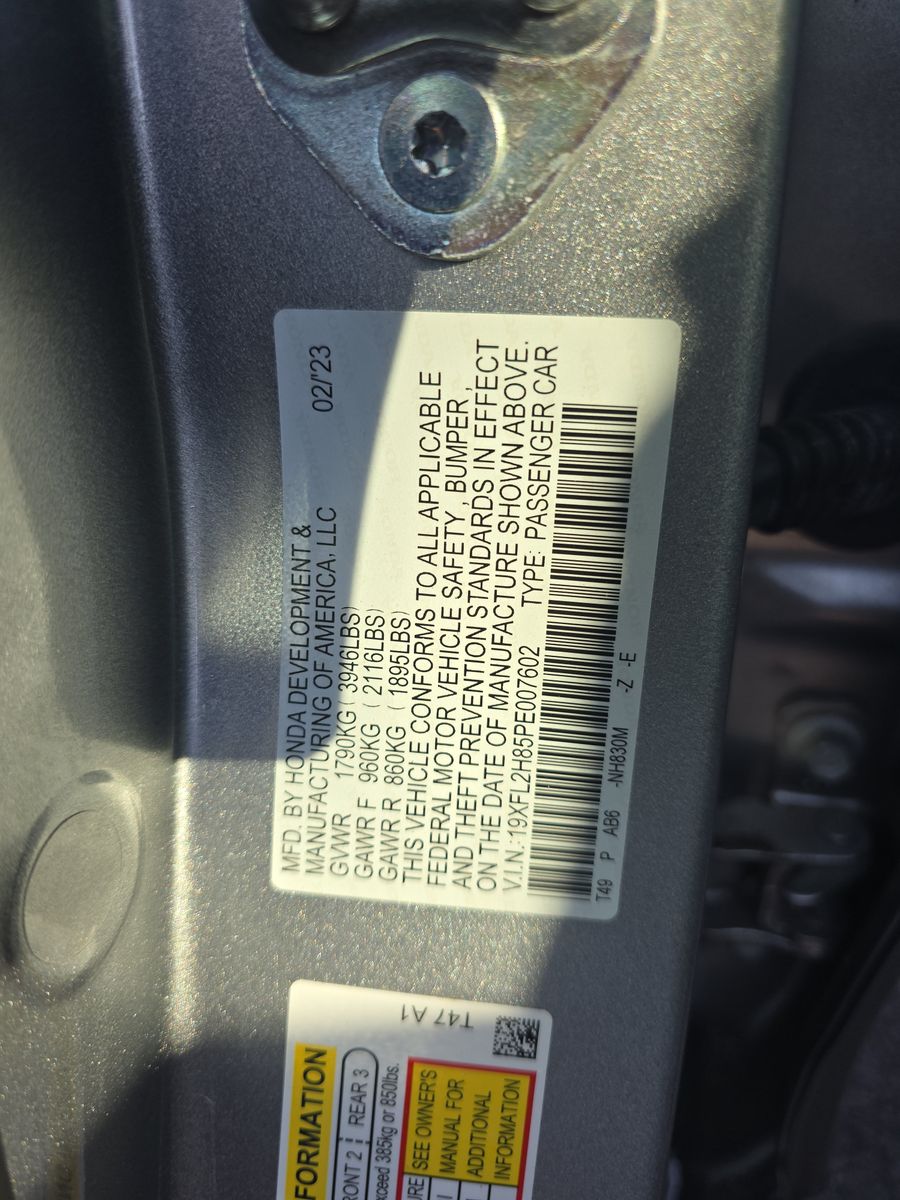 MFD. BY HONDA DEVELOPMENT &
MANUFACTURING OF AMERICA, LLC 02/'23
GVWR 1790KG (3946LBS)
GAWR F 960KG (2116LBS)
GAWR R 860KG (1895LBS)
THIS VEHICLE CONFORMS TO ALL APPLICABLE
FEDERAL MOTOR VEHICLE SAFETY, BUMPER,
AND THEFT PREVENTION STANDARDS IN EFFECT
ON THE DATE OF MANUFACTURE SHOWN ABOVE.
V.I.N.:19XFL2H85PE007602 TYPE: PASSENGER CAR
T49 P AB6 -NH830M -Z -E
T47 A1
FORMATION
RONT 2 REAR 3
xceed 385kg or 850lbs.
URE SEE OWNER'S
MANUAL FOR
ADDITIONAL
INFORMATION